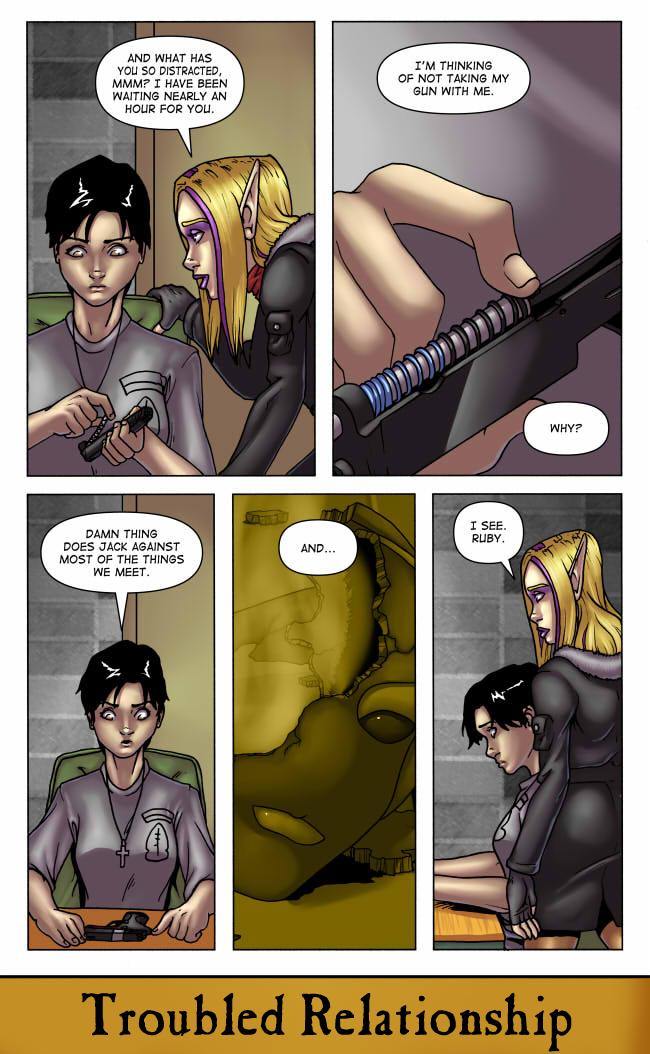 AND WHAT HAS
YOU SO DISTRACTED,
MMM? I HAVE BEEN
WAITING NEARLY AN
HOUR FOR YOU.
I'M THINKING
OF NOT TAKING MY
GUN WITH ME.
WHY?
DAMN THING
DOES JACK AGAINST
MOST OF THE THINGS
WE MEET.
AND...
I SEE.
RUBY.
Troubled Relationship